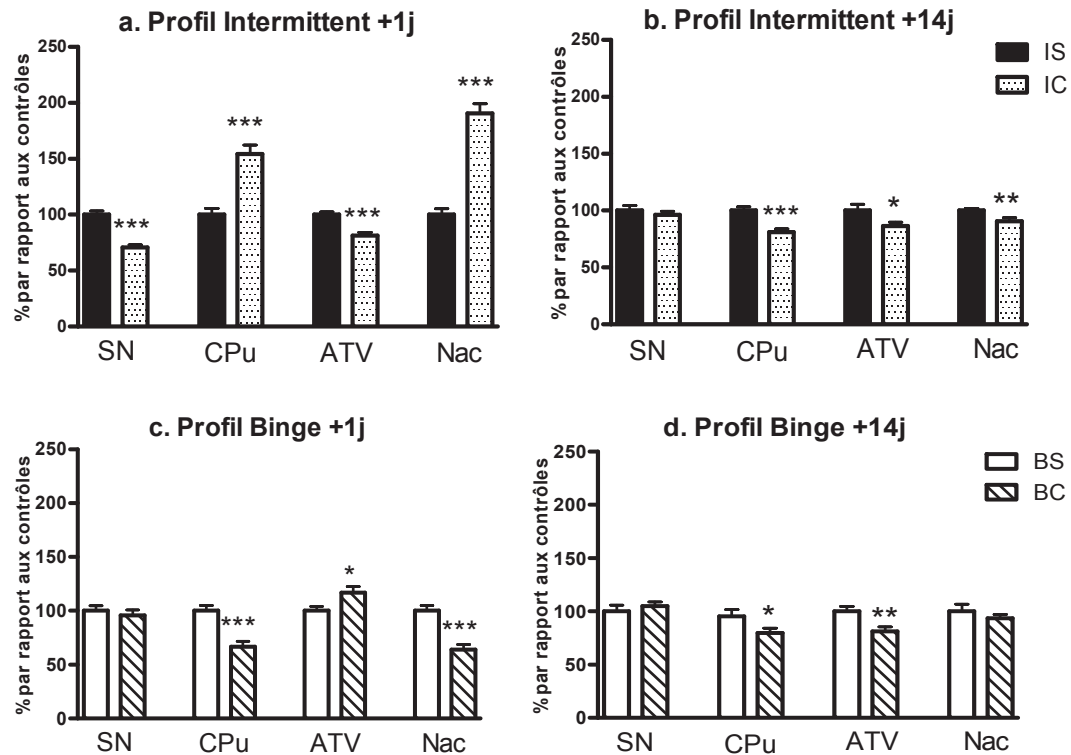 a. Profil Intermittent +1j
% par rapport aux contrôles
250
200
150
100
50
0
***
***
***
***
SN CPu ATV Nac
b. Profil Intermittent +14j
% par rapport aux contrôles
250
200
150
100
50
0
***
*
**
SN CPu ATV Nac
IS
IC
c. Profil Binge +1j
% par rapport aux contrôles
250
200
150
100
50
0
***
*
***
SN CPu ATV Nac
d. Profil Binge +14j
% par rapport aux contrôles
250
200
150
100
50
0
*
**
SN CPu ATV Nac
BS
BC